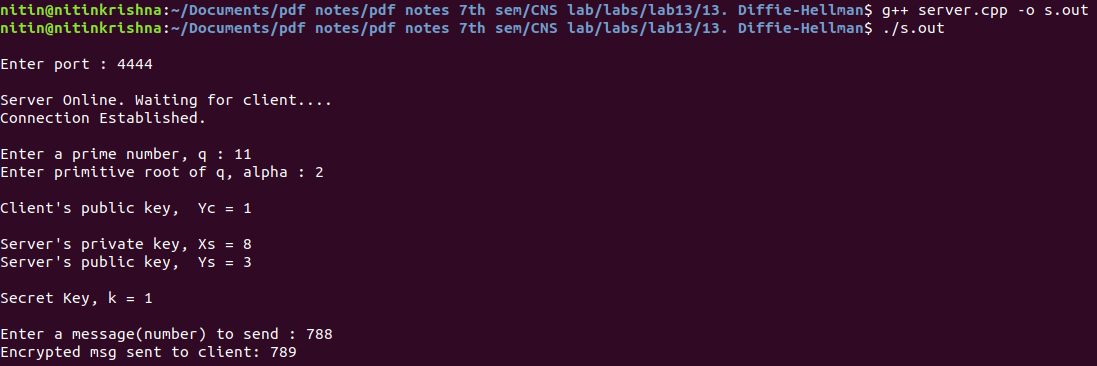 nitin@nitinkrishna:~/Documents/pdf notes/pdf notes 7th sem/CNS lab/labs/lab13/13. Diffie-Hellman$ g++ server.cpp -o s.out
nitin@nitinkrishna:~/Documents/pdf notes/pdf notes 7th sem/CNS lab/labs/lab13/13. Diffie-Hellman$ ./s.out
Enter port : 4444
Server Online. Waiting for client....
Connection Established.
Enter a prime number, q : 11
Enter primitive root of q, alpha : 2
Client's public key,  Yc = 1
Server's private key, Xs = 8
Server's public key,  Ys = 3
Secret Key, k = 1
Enter a message(number) to send : 788
Encrypted msg sent to client: 789